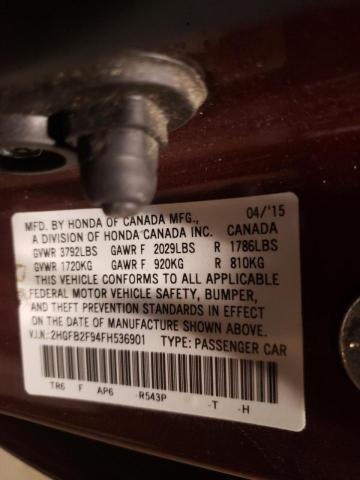 MFD. BY HONDA OF CANADA MFG., 04/'15
A DIVISION OF HONDA CANADA INC. CANADA
GVWR 3792LBS GAWR F 2029LBS R 1786LBS
GVWR 1720KG GAWR F 920KG R 810KG
THIS VEHICLE CONFORMS TO ALL APPLICABLE
FEDERAL MOTOR VEHICLE SAFETY, BUMPER,
AND THEFT PREVENTION STANDARDS IN EFFECT
ON THE DATE OF MANUFACTURE SHOWN ABOVE.
V.I.N.: 2HGFB2F94FH536901 TYPE: PASSENGER CAR
TR6 F AP6 -R543P -T -H